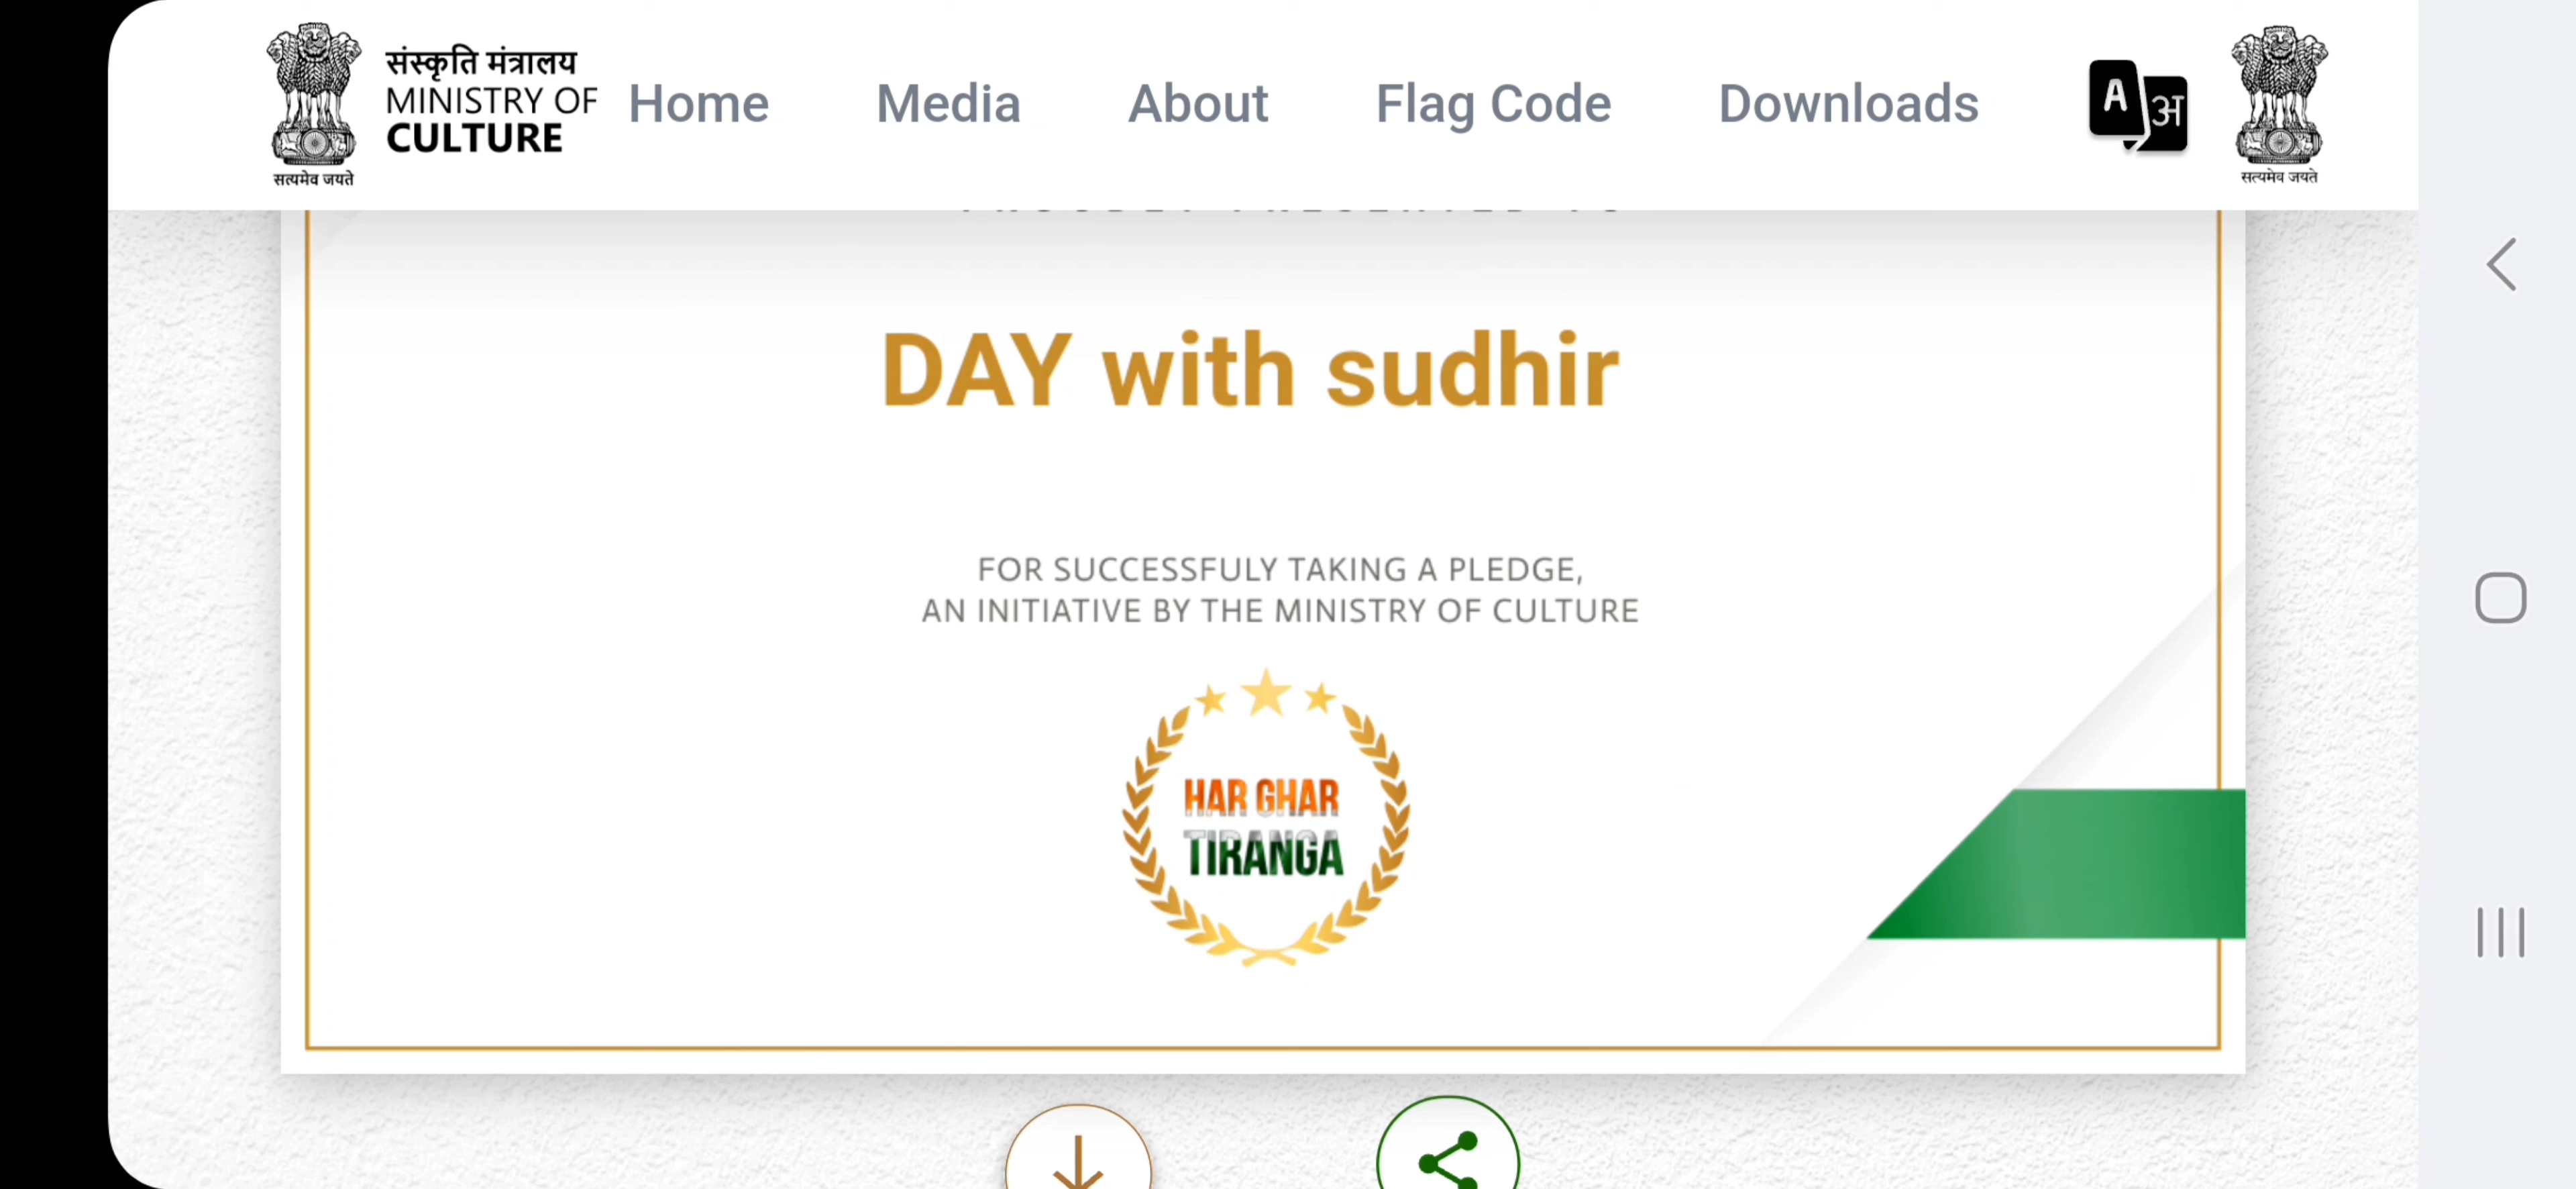 संस्कृति मंत्रालय
MINISTRY OF
CULTURE
सत्यमेव जयते
Home
Media
About
Flag Code
Downloads
A अ
सत्यमेव जयते
DAY with sudhir
FOR SUCCESSFULY TAKING A PLEDGE,
AN INITIATIVE BY THE MINISTRY OF CULTURE
HAR GHAR
TIRANGA